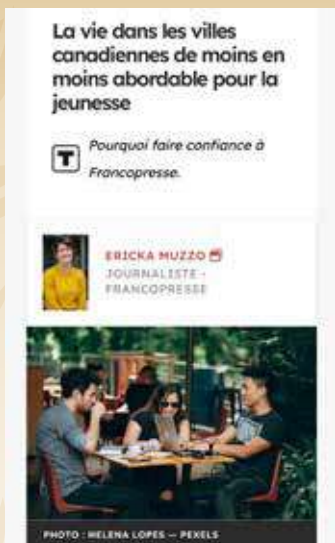 La vie dans les villes
canadiennes de moins en
moins abordable pour la
jeunesse
T
Pourquoi faire confiance à
Francopresse.
ERICKA MUZZO
JOURNALISTE -
FRANCOPRESSE
PHOTO : HELENA LOPES — PEXELS